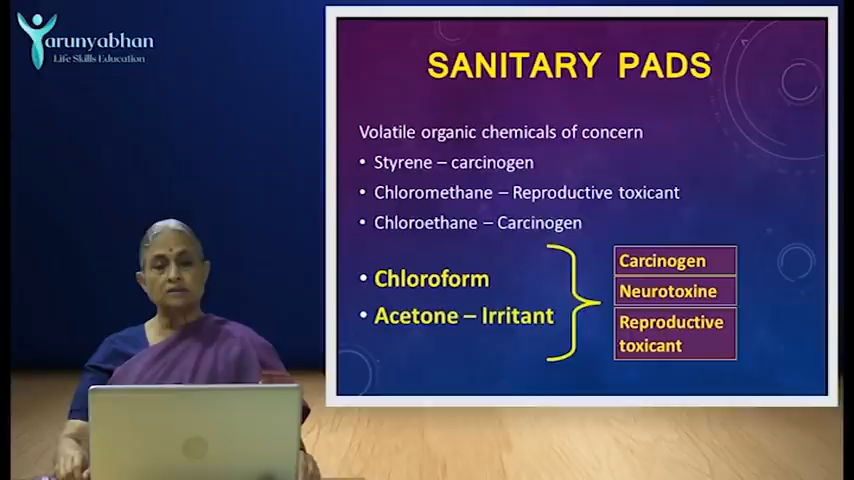 Yarunyabhan
Life Skills Education
SANITARY PADS
Volatile organic chemicals of concern
• Styrene – carcinogen
• Chloromethane – Reproductive toxicant
• Chloroethane – Carcinogen
• Chloroform
• Acetone – Irritant
Carcinogen
Neurotoxine
Reproductive
toxicant